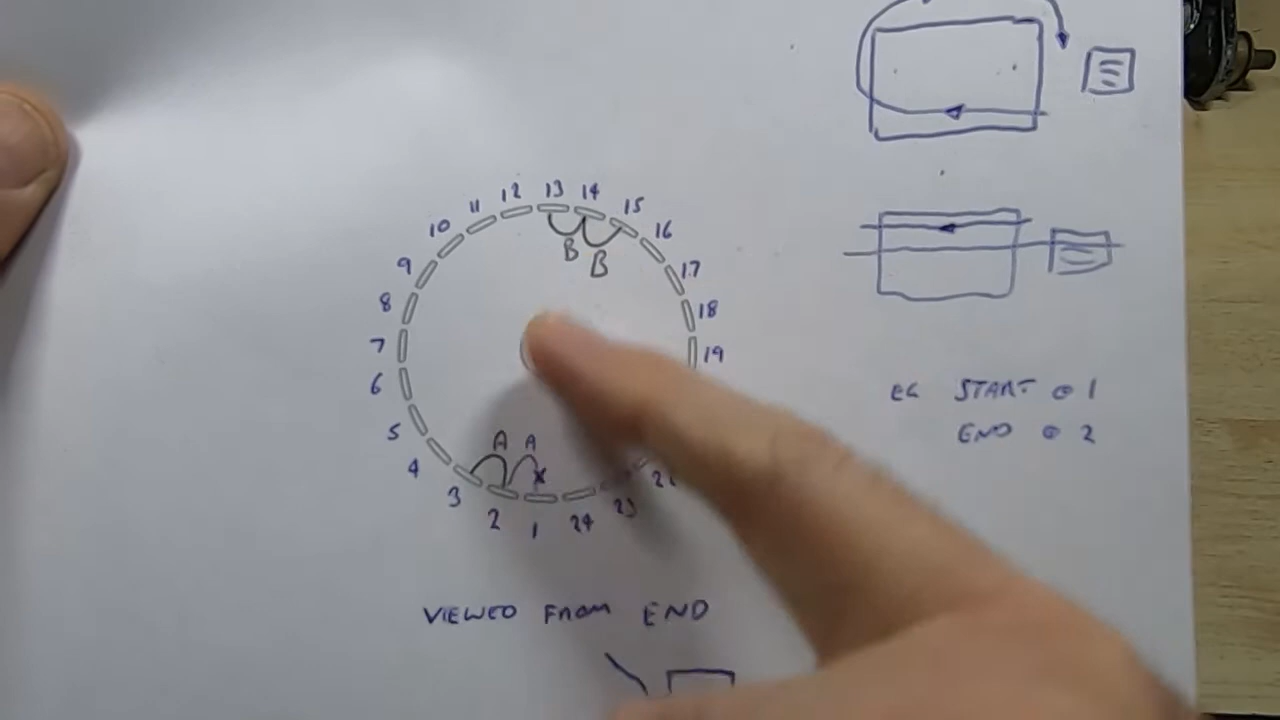 12 13 14 15
11 16
10 17
9 B B 18
8 19
7
6
5 A A
4 X
3 24 23
2 1
EG START @ 1
END @ 2
VIEWED FROM END